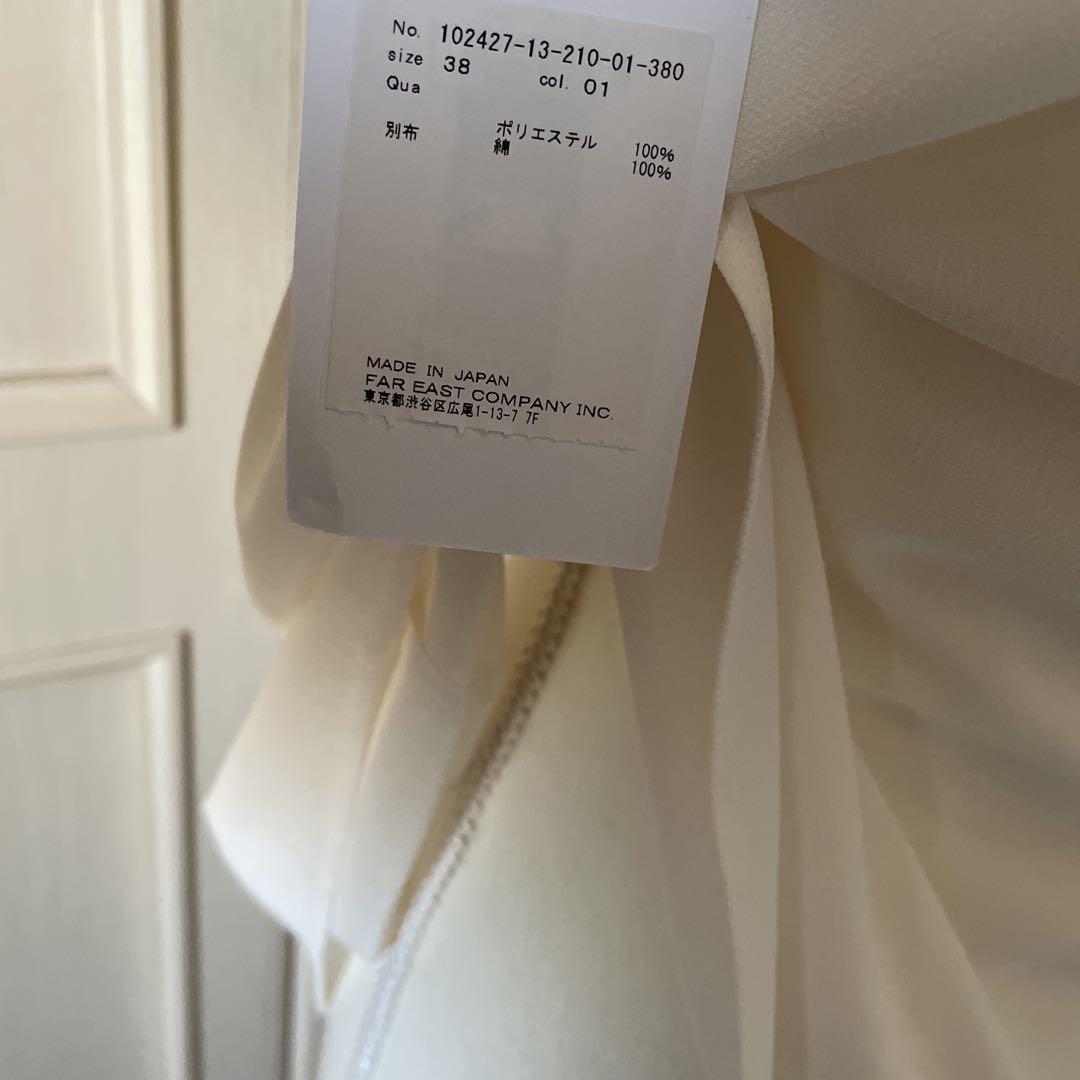 No. 102427-13-210-01-380
size 38 col. 01
Qua
ポリエステル 100%
別布 綿 100%
MADE IN JAPAN
FAR EAST COMPANY INC.
東京都渋谷区広尾1-13-7 7F